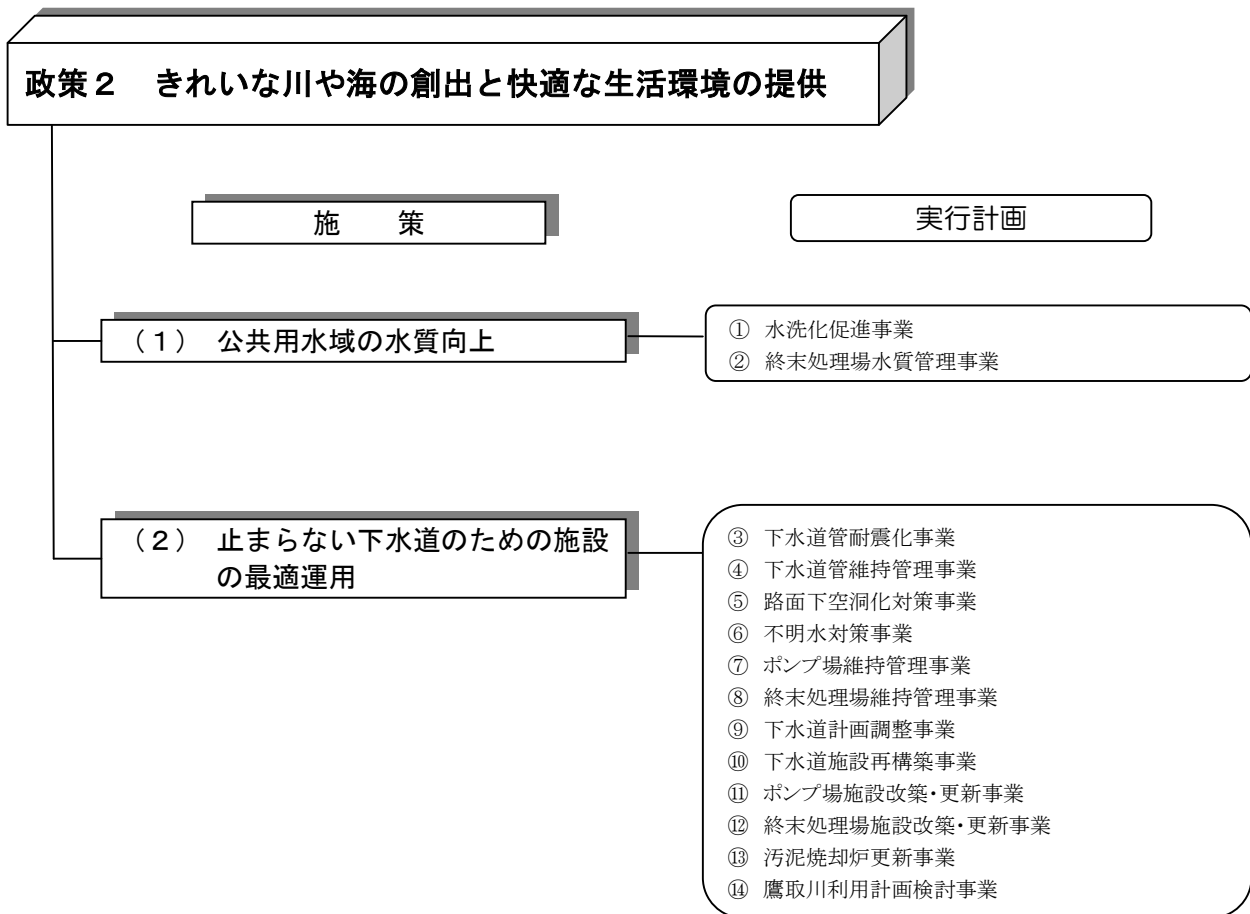 政策２　きれいな川や海の創出と快適な生活環境の提供
施　　策
実行計画
（１）　公共用水域の水質向上
① 水洗化促進事業
② 終末処理場水質管理事業
（２）　止まらない下水道のための施設
の最適運用
③ 下水道管耐震化事業
④ 下水道管維持管理事業
⑤ 路面下空洞化対策事業
⑥ 不明水対策事業
⑦ ポンプ場維持管理事業
⑧ 終末処理場維持管理事業
⑨ 下水道計画調整事業
⑩ 下水道施設再構築事業
⑪ ポンプ場施設改築・更新事業
⑫ 終末処理場施設改築・更新事業
⑬ 汚泥焼却炉更新事業
⑭ 鷹取川利用計画検討事業